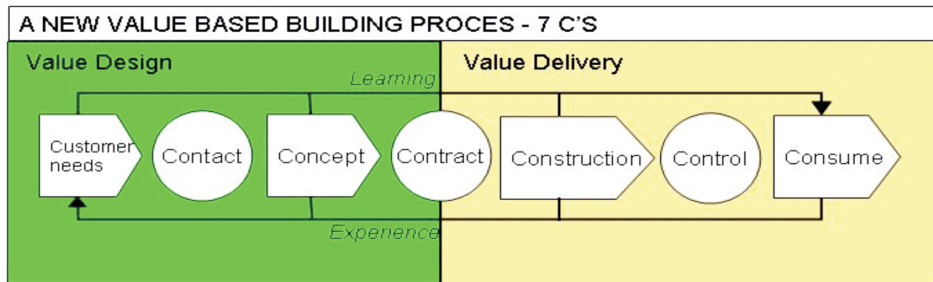 A NEW VALUE BASED BUILDING PROCES - 7 C'S
Value Design
Value Delivery
Learning
Customer
needs
Contact
Concept
Contract
Construction
Control
Consume
Experience